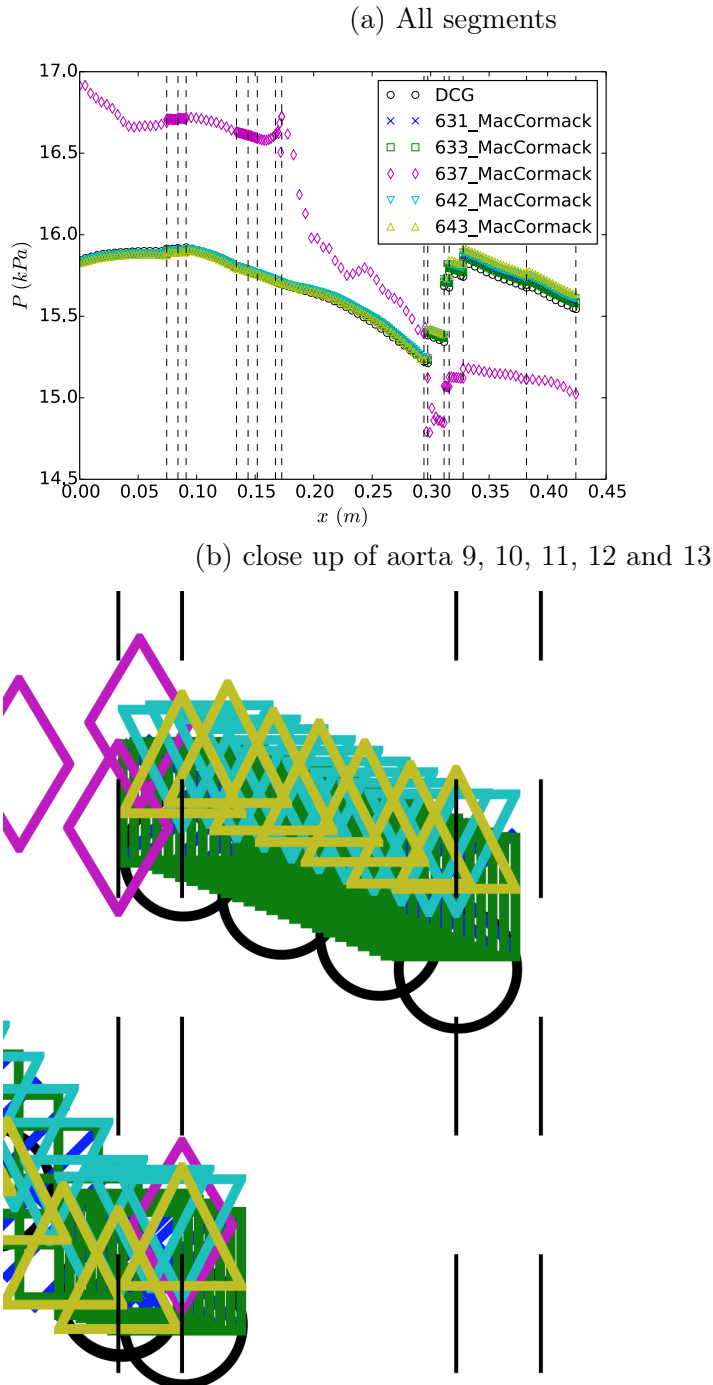 (a) All segments
17.0
16.5
16.0
15.5
15.0
14.5
P (kPa)
DCG
631_MacCormack
633_MacCormack
637_MacCormack
642_MacCormack
643_MacCormack
0.00 0.05 0.10 0.15 0.20 0.25 0.30 0.35 0.40 0.45
x (m)
(b) close up of aorta 9, 10, 11, 12 and 13